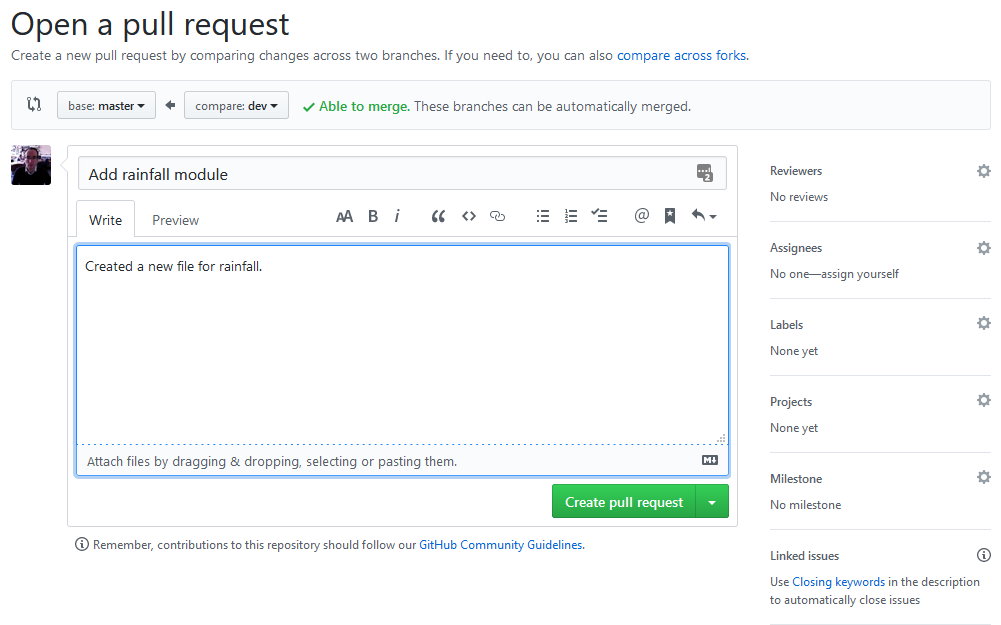 Open a pull request
Create a new pull request by comparing changes across two branches. If you need to, you can also compare across forks.
base: master
compare: dev
Able to merge. These branches can be automatically merged.
Add rainfall module
2
Write
Preview
AA B i
@
Created a new file for rainfall.
Attach files by dragging & dropping, selecting or pasting them.
M
Create pull request
Remember, contributions to this repository should follow our GitHub Community Guidelines.
Reviewers
No reviews
Assignees
No one—assign yourself
Labels
None yet
Projects
None yet
Milestone
No milestone
Linked issues
Use Closing keywords in the description
to automatically close issues